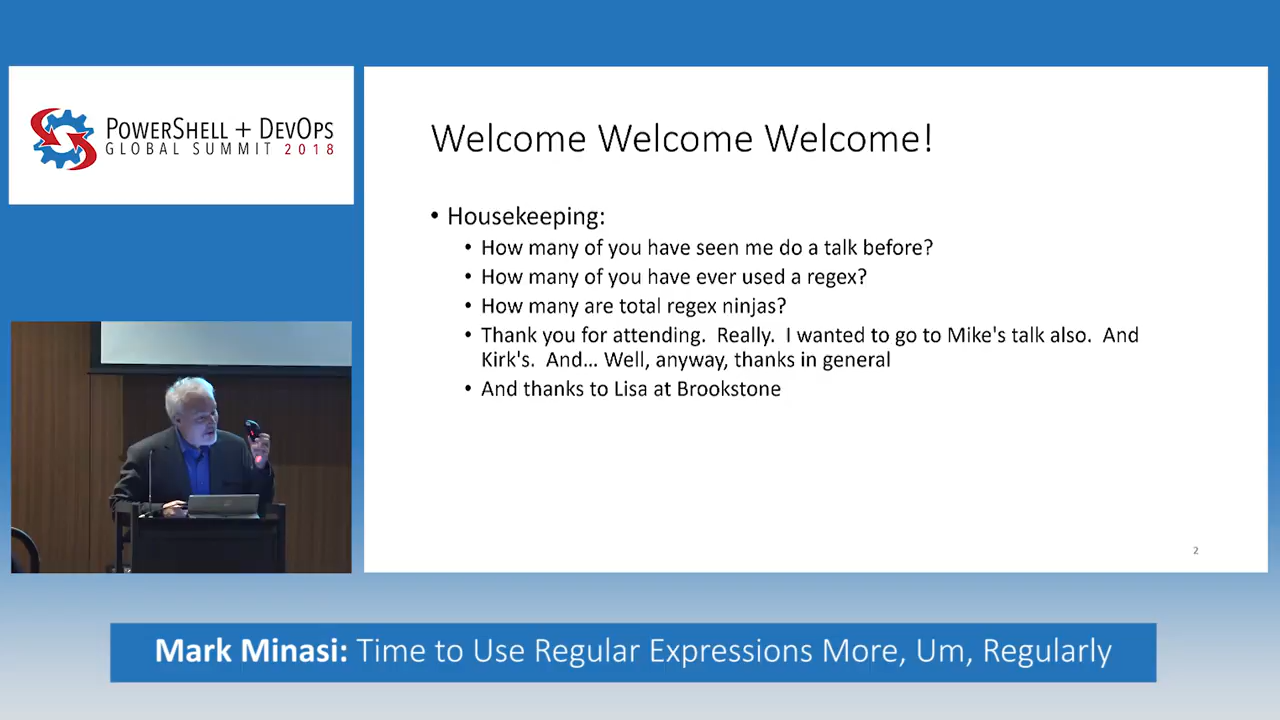 POWERSHELL + DEVOPS
GLOBAL SUMMIT 2018
Welcome Welcome Welcome!
• Housekeeping:
• How many of you have seen me do a talk before?
• How many of you have ever used a regex?
• How many are total regex ninjas?
• Thank you for attending.  Really.  I wanted to go to Mike's talk also.  And
Kirk's.  And… Well, anyway, thanks in general
• And thanks to Lisa at Brookstone
2
Mark Minasi: Time to Use Regular Expressions More, Um, Regularly